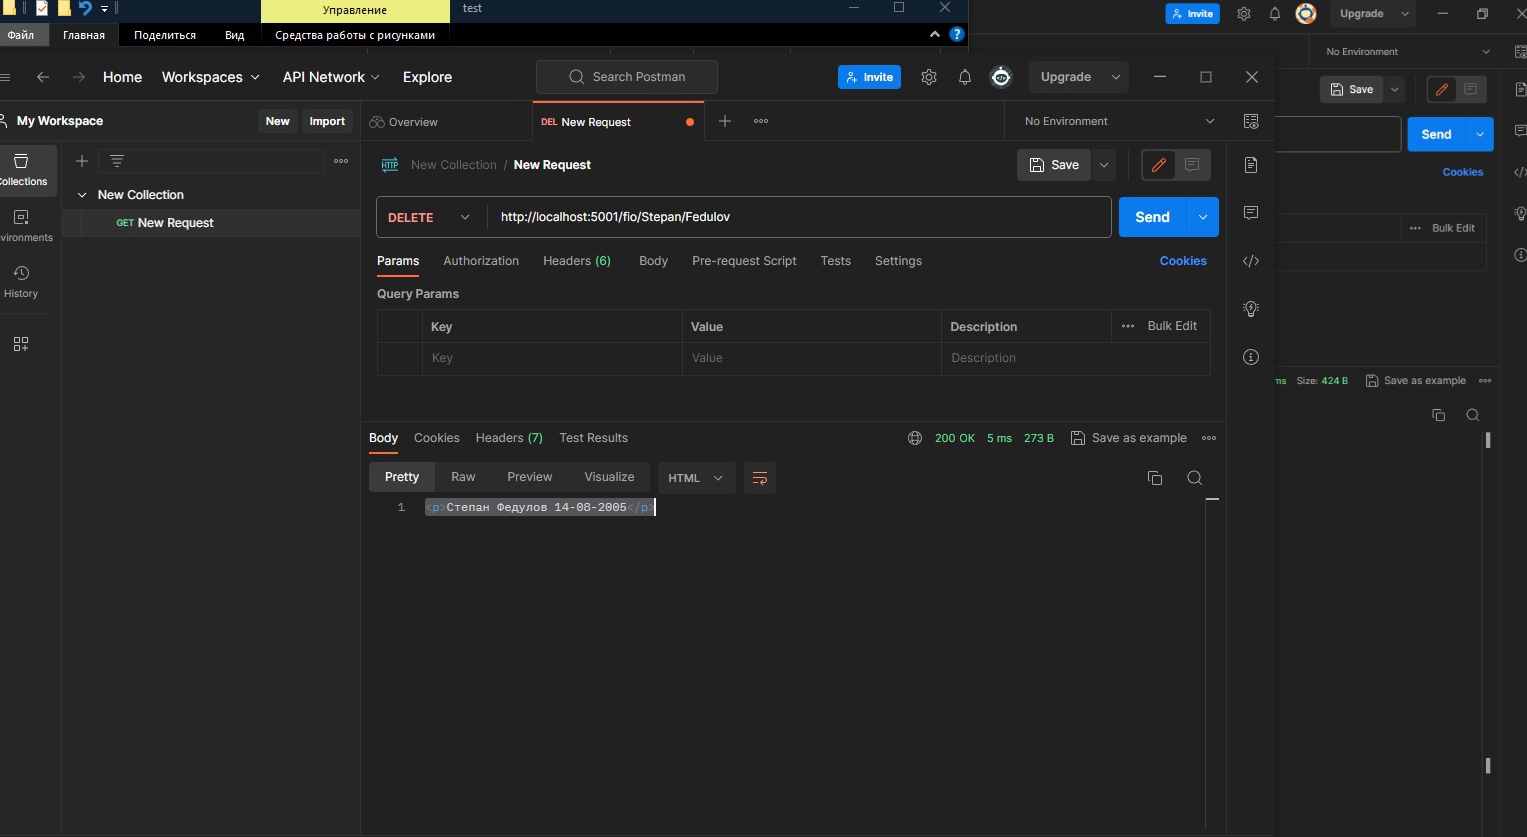 Управление
test
Файл
Главная
Поделиться
Вид
Средства работы с рисунками
Invite
Upgrade
No Environment
Save
Send
Cookies
Bulk Edit
ms
Size: 424 B
Save as example
Home
Workspaces
API Network
Explore
Search Postman
Invite
Upgrade
My Workspace
New
Import
Overview
DEL New Request
No Environment
ollections
vironments
History
New Collection
GET New Request
New Collection / New Request
Save
DELETE
http://localhost:5001/fio/Stepan/Fedulov
Send
Params
Authorization
Headers (6)
Body
Pre-request Script
Tests
Settings
Cookies
Query Params
Key
Value
Description
Bulk Edit
Key
Value
Description
Body
Cookies
Headers (7)
Test Results
200 OK
5 ms
273 B
Save as example
Pretty
Raw
Preview
Visualize
HTML
1
<p>Степан Федулов 14-08-2005</p>